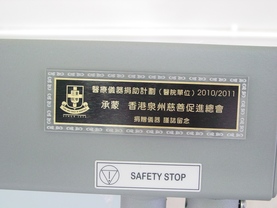 醫療儀器捐助計劃（醫院單位）2010/2011
承蒙 香港泉州慈善促進總會
捐贈儀器 謹誌留念
SAFETY STOP